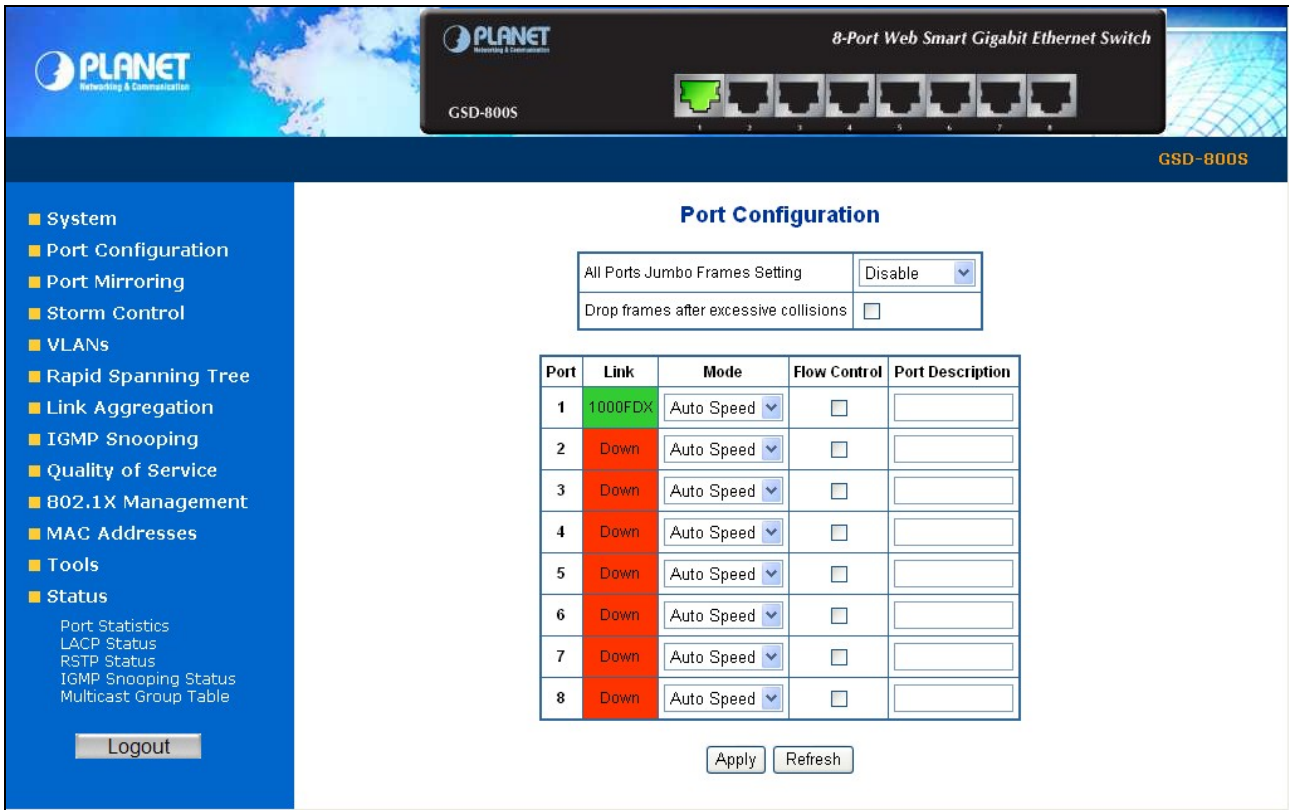 PLANET
Networking & Communication
PLANET
Networking & Communication
8-Port Web Smart Gigabit Ethernet Switch
GSD-800S
1 2 3 4 5 6 7 8
GSD-800S
System
Port Configuration
Port Mirroring
Storm Control
VLANs
Rapid Spanning Tree
Link Aggregation
IGMP Snooping
Quality of Service
802.1X Management
MAC Addresses
Tools
Status
Port Statistics
LACP Status
RSTP Status
IGMP Snooping Status
Multicast Group Table
Logout
Port Configuration
All Ports Jumbo Frames Setting Disable
Drop frames after excessive collisions
Port Link Mode Flow Control Port Description
1 1000FDX Auto Speed
2 Down Auto Speed
3 Down Auto Speed
4 Down Auto Speed
5 Down Auto Speed
6 Down Auto Speed
7 Down Auto Speed
8 Down Auto Speed
Apply Refresh